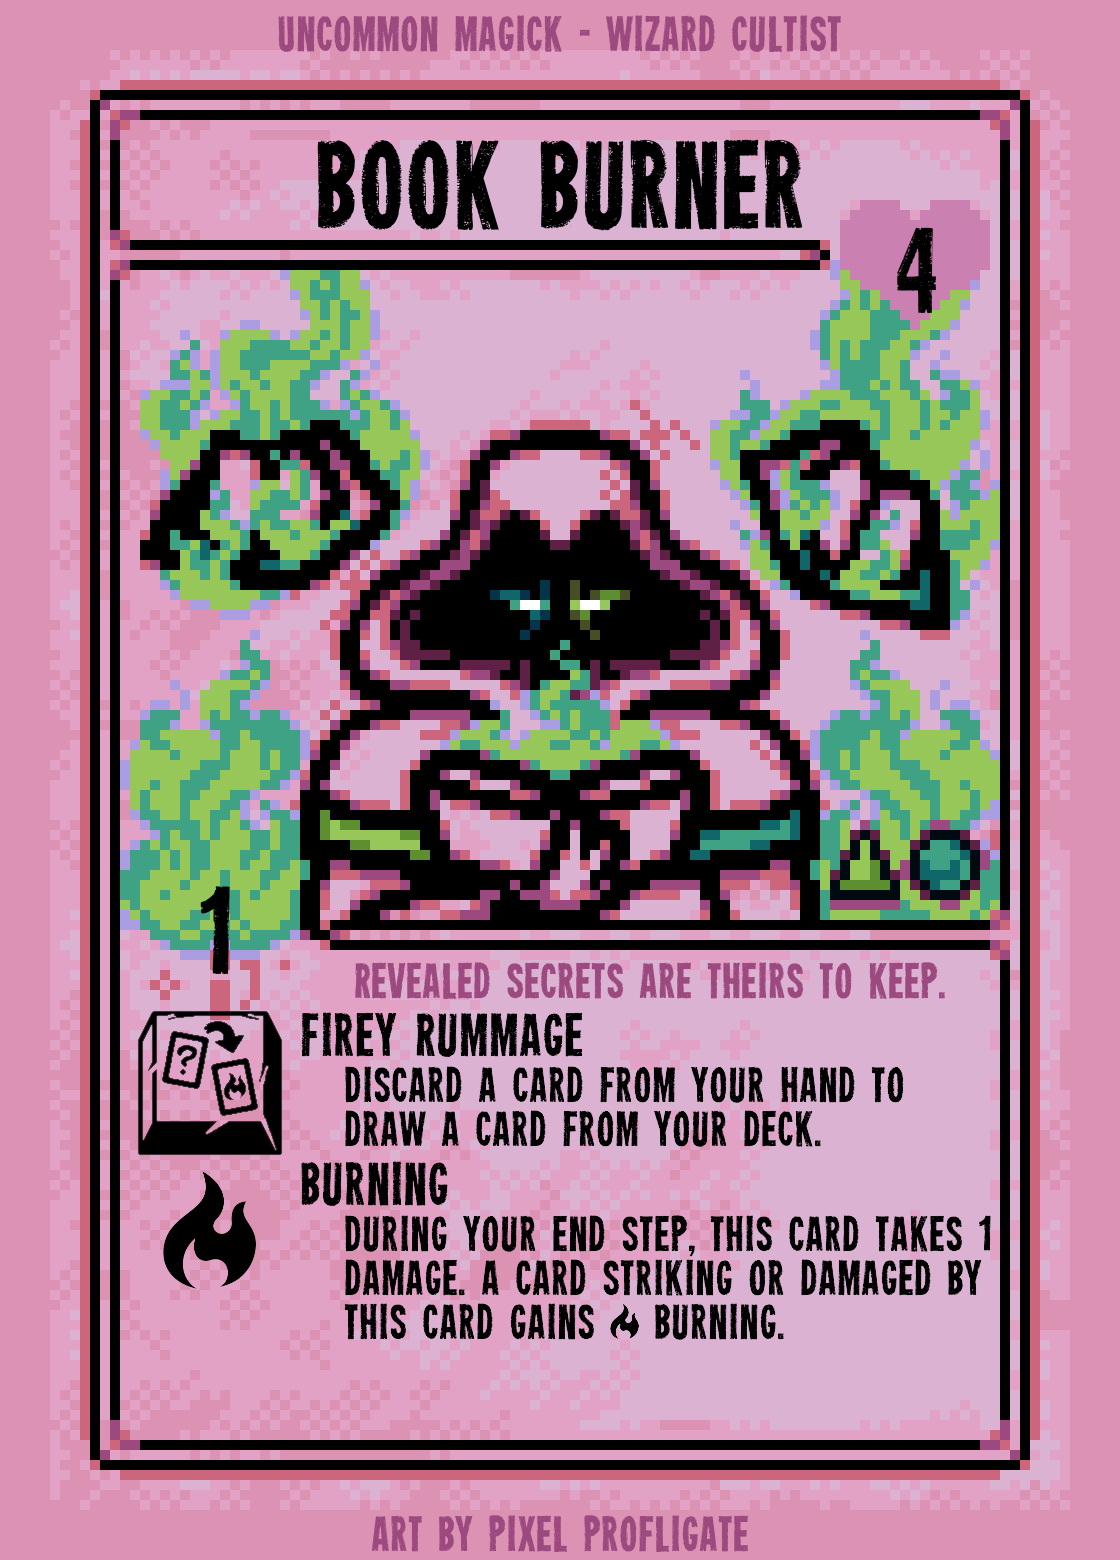 UNCOMMON MAGICK - WIZARD CULTIST
BOOK BURNER
4
1
REVEALED SECRETS ARE THEIRS TO KEEP.
FIREY RUMMAGE
DISCARD A CARD FROM YOUR HAND TO
DRAW A CARD FROM YOUR DECK.
?
BURNING
DURING YOUR END STEP, THIS CARD TAKES 1
DAMAGE. A CARD STRIKING OR DAMAGED BY
THIS CARD GAINS BURNING.
ART BY PIXEL PROFLIGATE